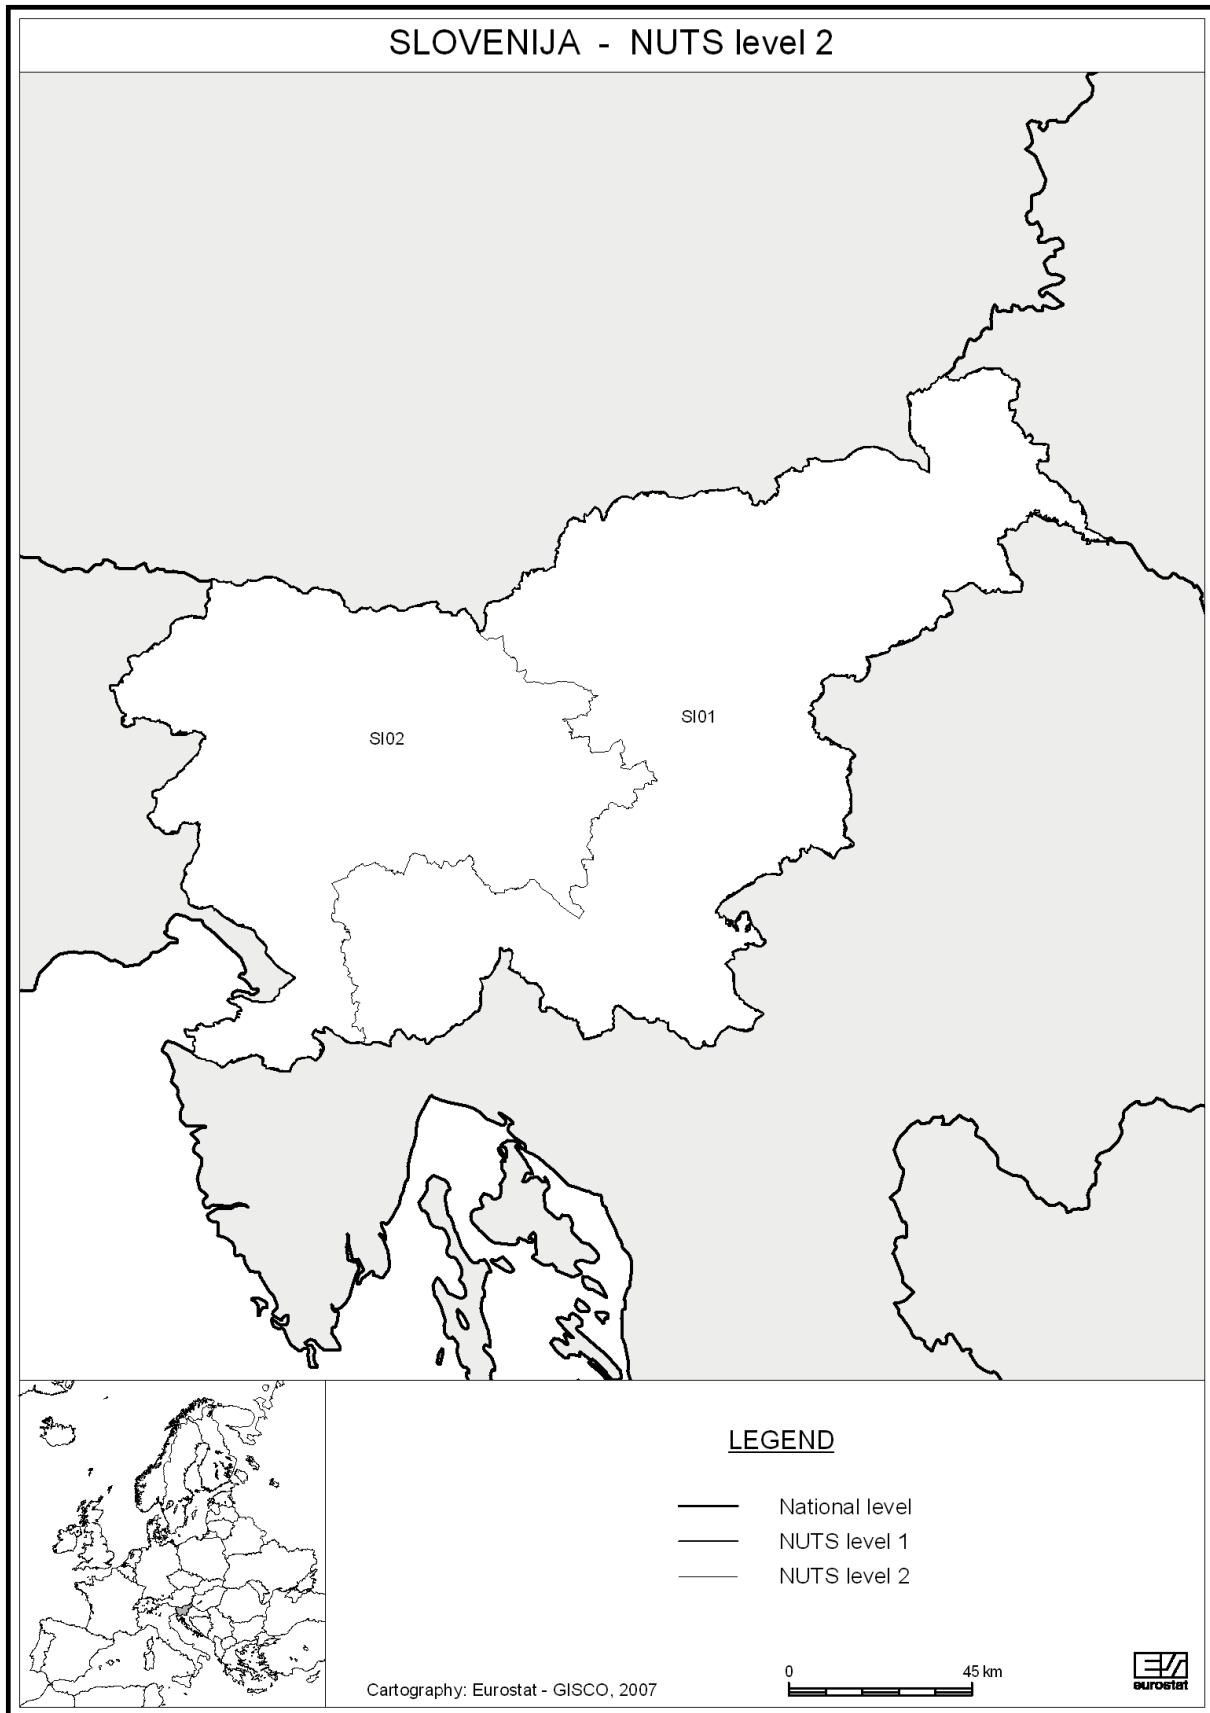 SLOVENIJA - NUTS level 2
SI01
SI02
LEGEND
National level
NUTS level 1
NUTS level 2
0 45 km
Cartography: Eurostat - GISCO, 2007
eurostat